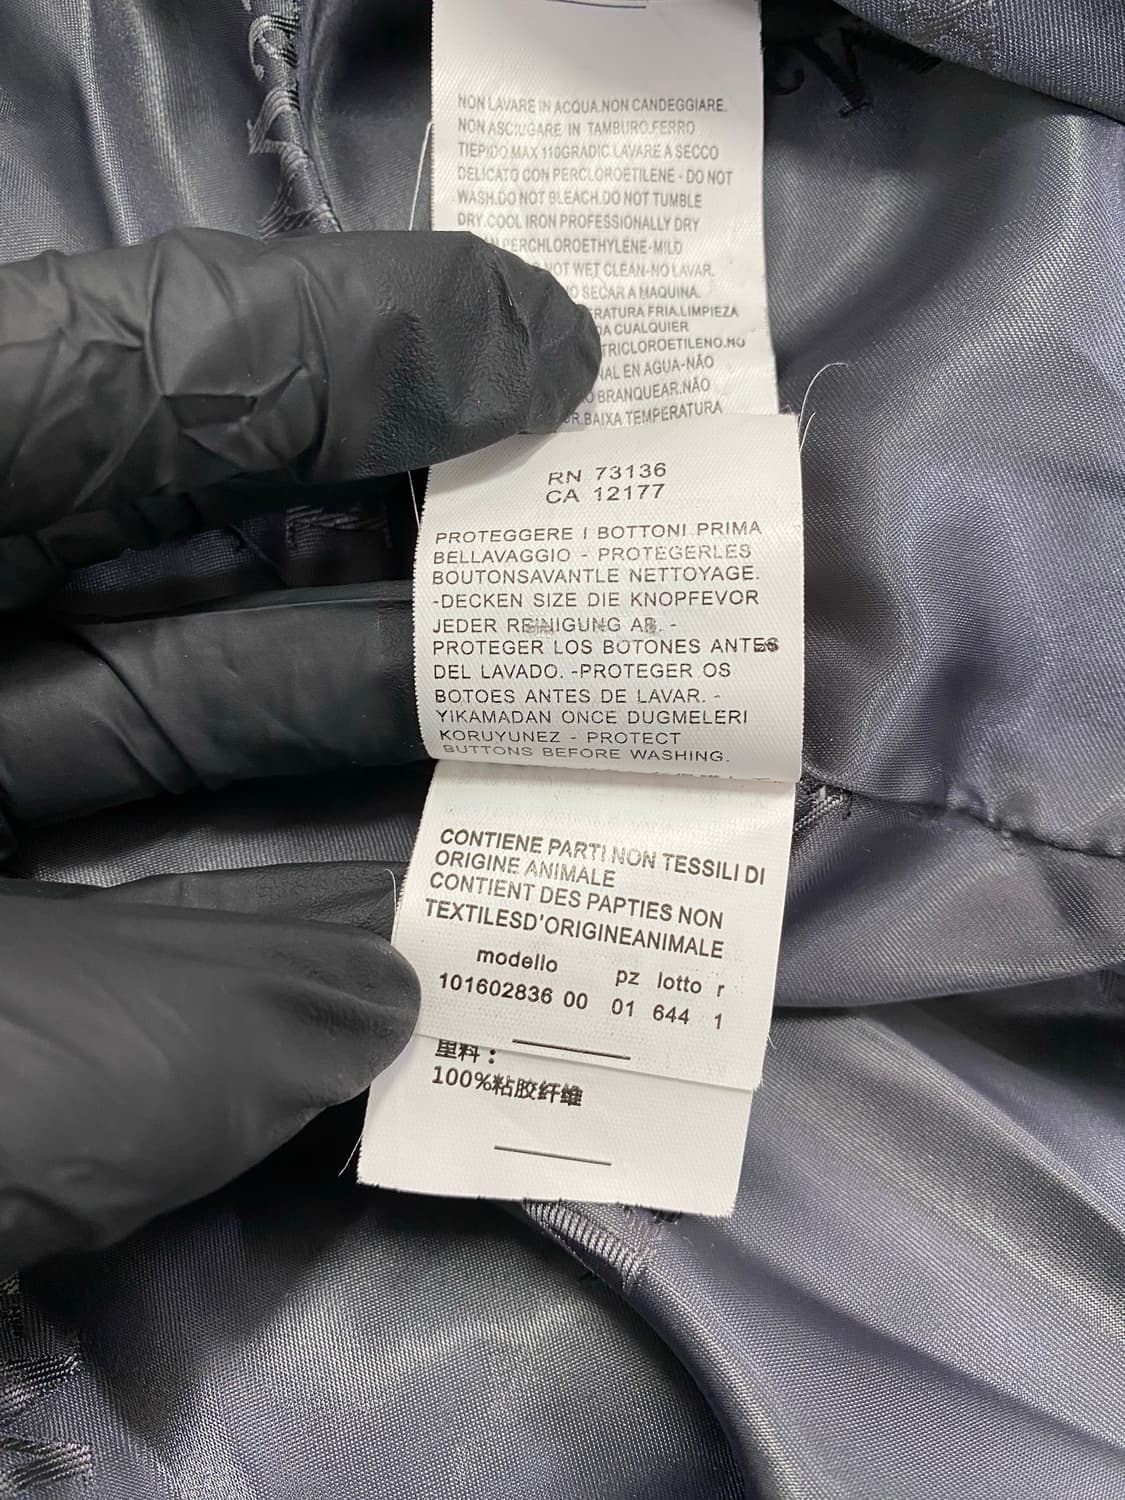 NON LAVARE IN ACQUA.NON CANDEGGIARE.
NON ASCIUGARE IN TAMBURO.FERRO
TIEPIDO MAX 110GRADIC.LAVARE A SECCO
DELICATO CON PERCLOROETILENE - DO NOT
WASH.DO NOT BLEACH.DO NOT TUMBLE
DRY.COOL IRON PROFESSIONALLY DRY
PERCHLOROETHYLENE-MILD
NOT WET CLEAN-NO LAVAR.
SECAR A MAQUINA.
FRIA.LIMPIEZA
CUALQUIER
EN AGUA-NÃO
BRANQUEAR.NÃO
BAIXA TEMPERATURA
RN 73136
CA 12177
PROTEGGERE I BOTTONI PRIMA
BELLAVAGGIO - PROTEGERLES
BOUTONSAVANTLE NETTOYAGE.
-DECKEN SIZE DIE KNOPFEVOR
JEDER REINIGUNG AB. -
PROTEGER LOS BOTONES ANTES
DEL LAVADO. -PROTEGER OS
BOTOES ANTES DE LAVAR. -
YIKAMADAN ONCE DUGMELERI
KORUYUNEZ - PROTECT
BUTTONS BEFORE WASHING.
CONTIENE PARTI NON TESSILI DI
ORIGINE ANIMALE
CONTIENT DES PAPTIES NON
TEXTILESD'ORIGINEANIMALE
modello pz lotto r
101602836 00 01 644 1
里料：
100%粘胶纤维